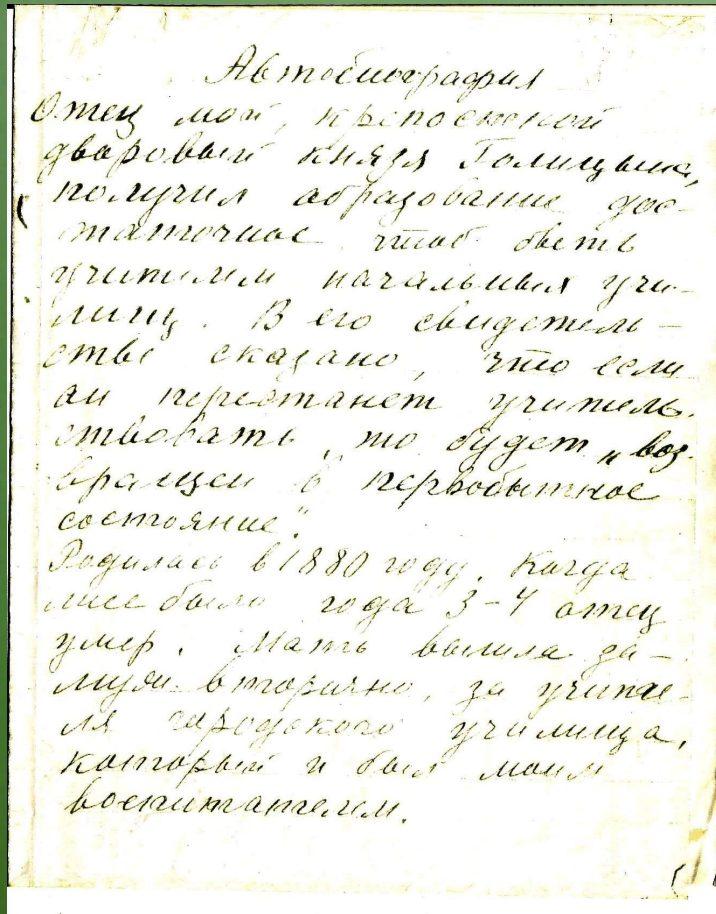 Автобиография
Отец мой, крепостной
дворовый князя Голицына,
получил образование дос-
таточное чтоб быть
учителем начальных учи-
лищ. В его свидетель-
стве сказано, что если
он перестанет учитель-
ствовать, то будет „воз-
вращен в первобытное
состояние".
Родилась в 1880 году. Когда
мне было года 3-4 отец
умер. Мать вышла за-
муж вторично, за учите-
ля городского училища,
который и был моим
воспитателем.